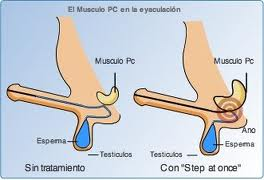 El Musculo PC en la eyaculación
Musculo Pc
Musculo Pc
Ano
Esperma
Esperma
Testiculos
Testiculos
Sin tratamiento
Con "Step at once"